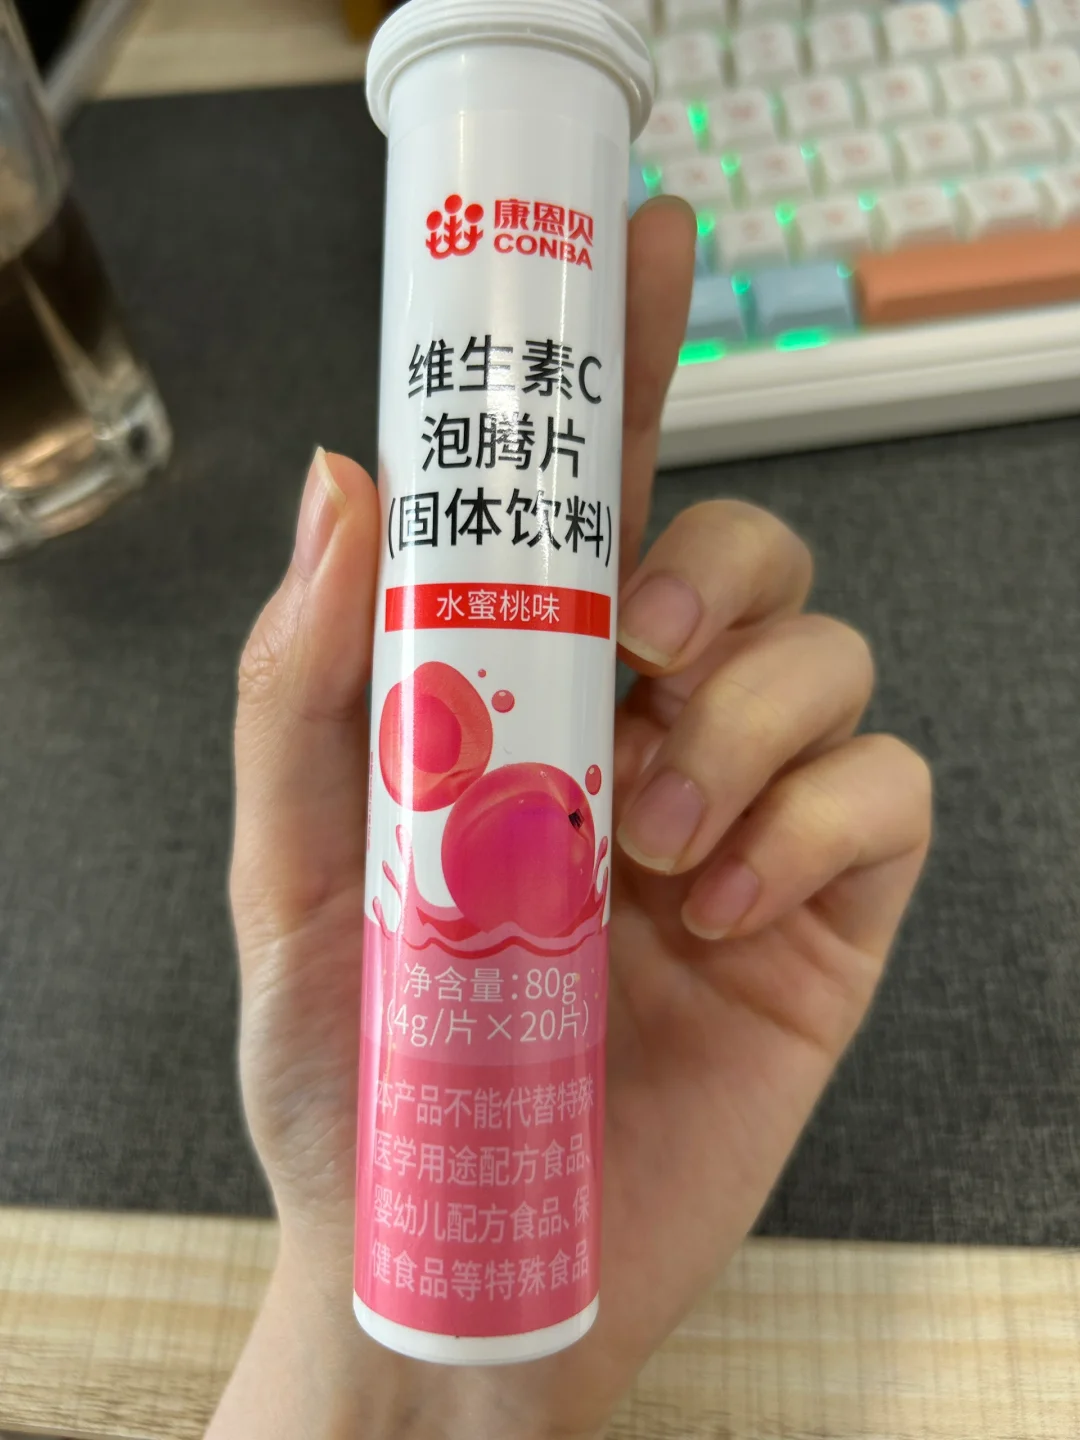 康恩贝
CONBA
维生素C
泡腾片
(固体饮料)
水蜜桃味
净含量:80g
(4g/片×20片)
本产品不能代替特殊
医学用途配方食品、
婴幼儿配方食品、保
健食品等特殊食品